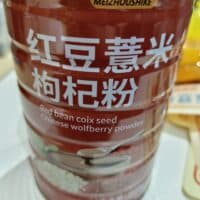 MEIZHOUSHIKE
红豆薏米
枸杞粉
Red bean coix seed
Chinese wolfberry powder